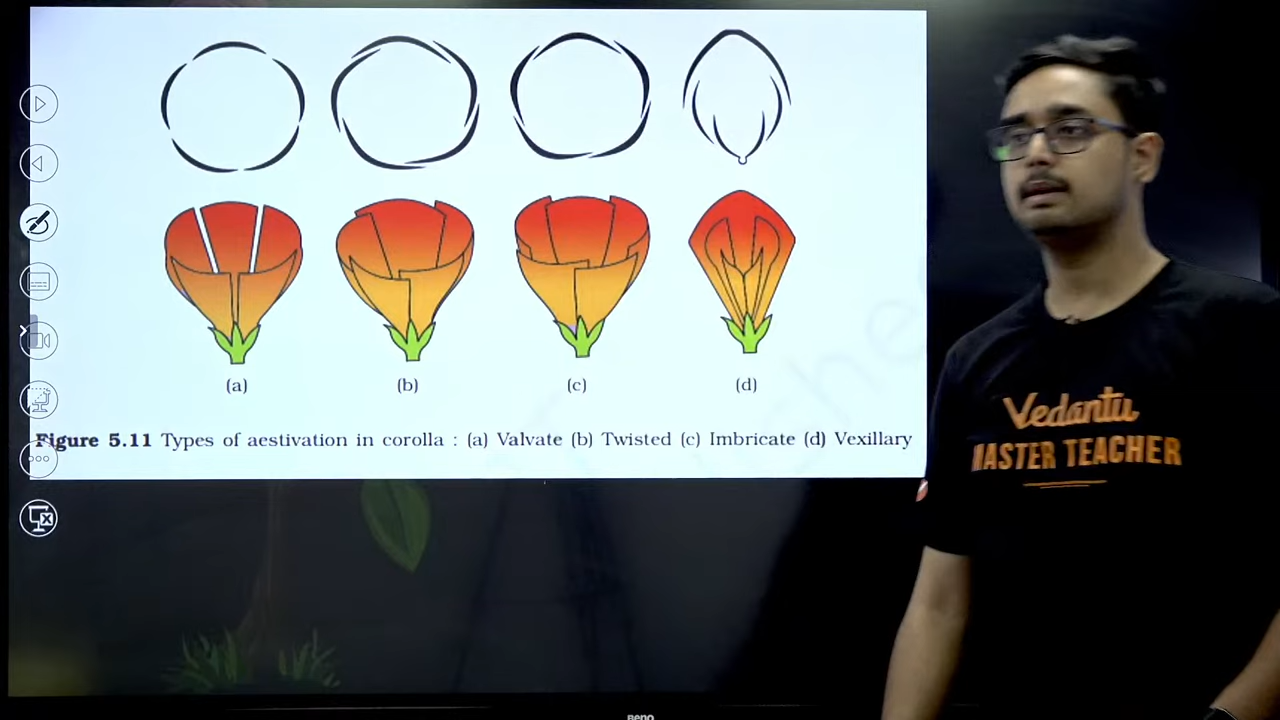 (a) (b) (c) (d)
Figure 5.11 Types of aestivation in corolla : (a) Valvate (b) Twisted (c) Imbricate (d) Vexillary
Vedantu
MASTER TEACHER
BenQ